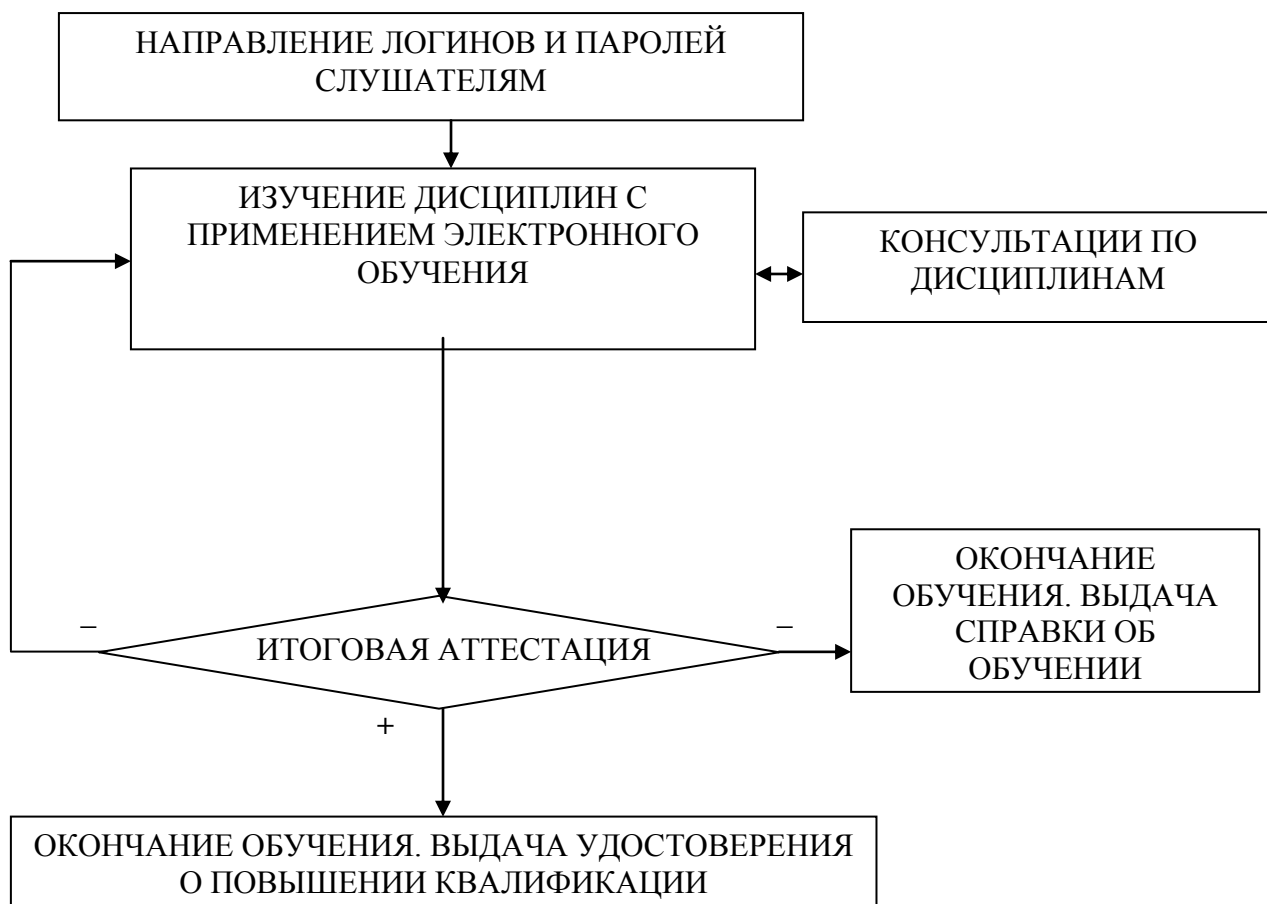 НАПРАВЛЕНИЕ ЛОГИНОВ И ПАРОЛЕЙ
СЛУШАТЕЛЯМ
ИЗУЧЕНИЕ ДИСЦИПЛИН С
ПРИМЕНЕНИЕМ ЭЛЕКТРОННОГО
ОБУЧЕНИЯ
КОНСУЛЬТАЦИИ ПО
ДИСЦИПЛИНАМ
–
ИТОГОВАЯ АТТЕСТАЦИЯ
–
ОКОНЧАНИЕ
ОБУЧЕНИЯ. ВЫДАЧА
СПРАВКИ ОБ
ОБУЧЕНИИ
+
ОКОНЧАНИЕ ОБУЧЕНИЯ. ВЫДАЧА УДОСТОВЕРЕНИЯ
О ПОВЫШЕНИИ КВАЛИФИКАЦИИ